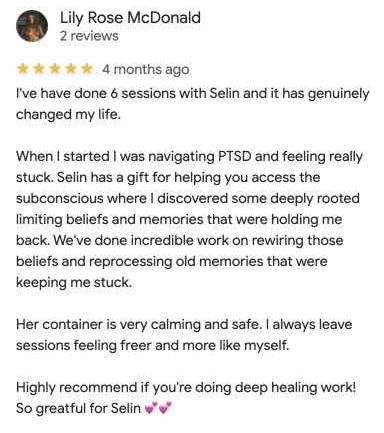 Lily Rose McDonald
2 reviews
4 months ago
I've have done 6 sessions with Selin and it has genuinely
changed my life.
When I started I was navigating PTSD and feeling really
stuck. Selin has a gift for helping you access the
subconscious where I discovered some deeply rooted
limiting beliefs and memories that were holding me
back. We've done incredible work on rewiring those
beliefs and reprocessing old memories that were
keeping me stuck.
Her container is very calming and safe. I always leave
sessions feeling freer and more like myself.
Highly recommend if you're doing deep healing work!
So greatful for Selin 💕💕